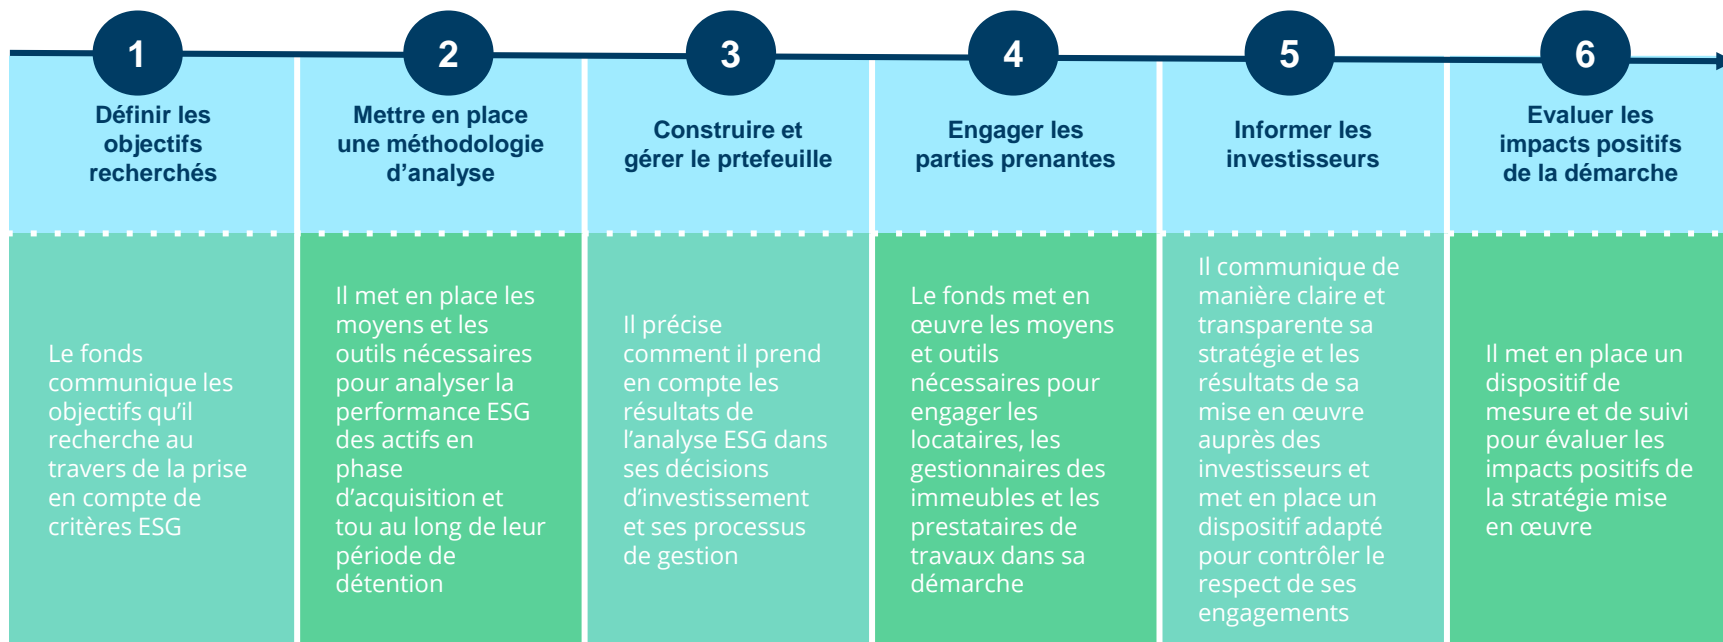 1
Définir les
objectifs
recherchés
Le fonds
communique les
objectifs qu’il
recherche au
travers de la prise
en compte de
critères ESG
2
Mettre en place
une méthodologie
d’analyse
Il met en place les
moyens et les
outils nécessaires
pour analyser la
performance ESG
des actifs en
phase
d’acquisition et
tou au long de leur
période de
détention
3
Construire et
gérer le prtefeuille
Il précise
comment il prend
en compte les
résultats de
l’analyse ESG dans
ses décisions
d’investissement
et ses processus
de gestion
4
Engager les
parties prenantes
Le fonds met en
œuvre les moyens
et outils
nécessaires pour
engager les
locataires, les
gestionnaires des
immeubles et les
prestataires de
travaux dans sa
démarche
5
Informer les
investisseurs
Il communique de
manière claire et
transparente sa
stratégie et les
résultats de sa
mise en œuvre
auprès des
investisseurs et
met en place un
dispositif adapté
pour contrôler le
respect de ses
engagements
6
Evaluer les
impacts positifs
de la démarche
Il met en place un
dispositif de
mesure et de suivi
pour évaluer les
impacts positifs de
la stratégie mise
en œuvre